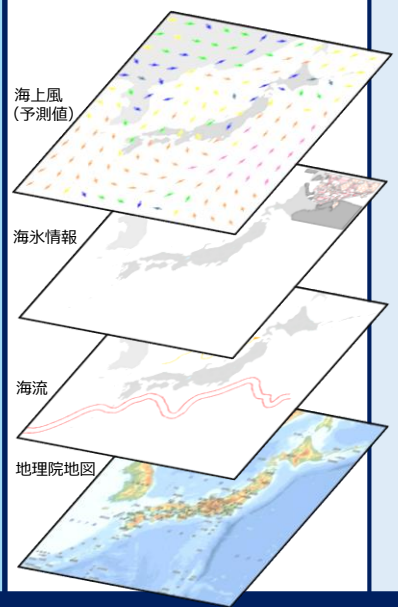 海上風
（予測値）
海氷情報
海流
地理院地図